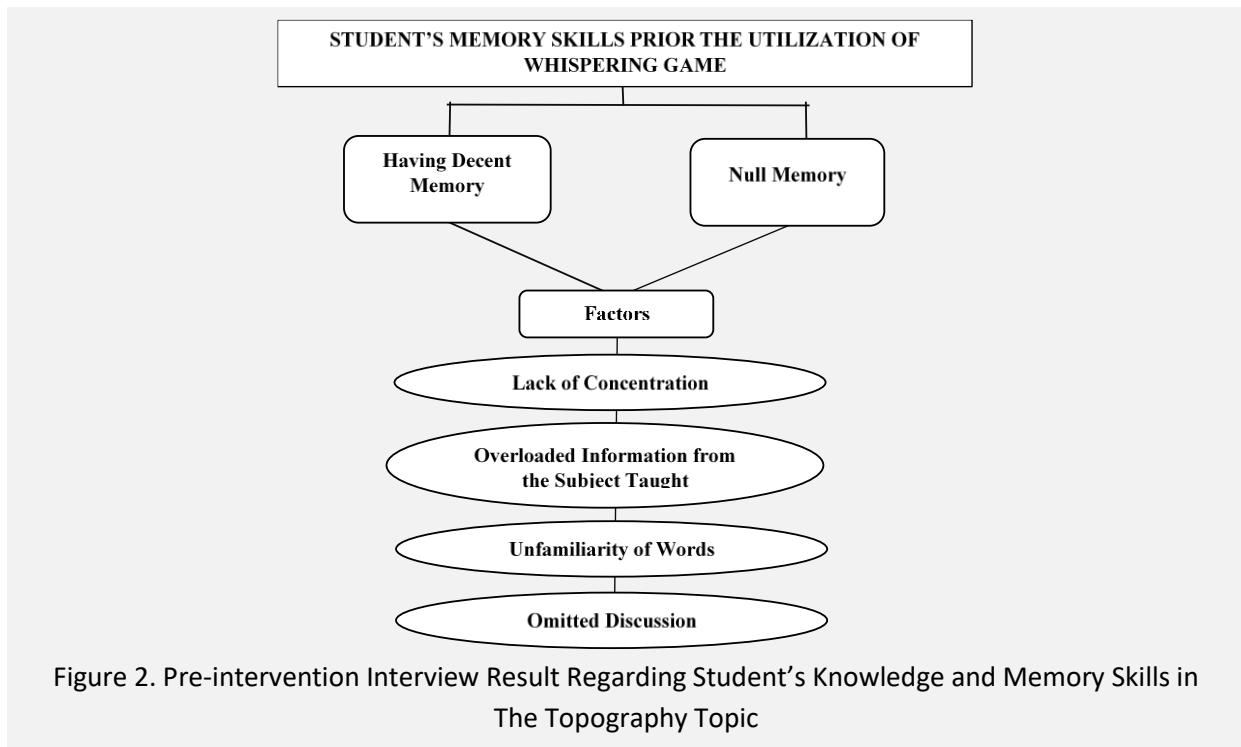 STUDENT’S MEMORY SKILLS PRIOR THE UTILIZATION OF
WHISPERING GAME
Having Decent
Memory
Null Memory
Factors
Lack of Concentration
Overloaded Information from
the Subject Taught
Unfamiliarity of Words
Omitted Discussion
Figure 2. Pre-intervention Interview Result Regarding Student’s Knowledge and Memory Skills in
The Topography Topic